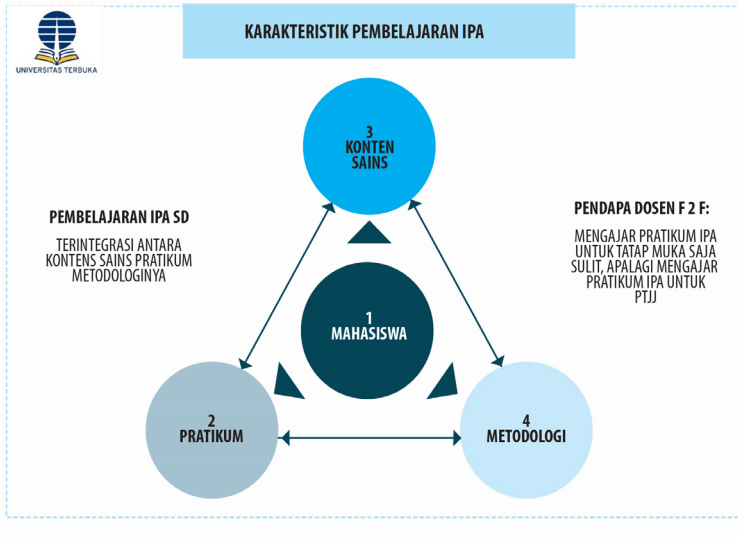 UNIVERSITAS TERBUKA
KARAKTERISTIK PEMBELAJARAN IPA
3
KONTEN
SAINS
PEMBELAJARAN IPA SD
TERINTEGRASI ANTARA
KONTENS SAINS PRATIKUM
METODOLOGINYA
PENDAPA DOSEN F 2 F:
MENGAJAR PRATIKUM IPA
UNTUK TATAP MUKA SAJA
SULIT, APALAGI MENGAJAR
PRATIKUM IPA UNTUK
PTJJ
1
MAHASISWA
2
PRATIKUM
4
METODOLOGI